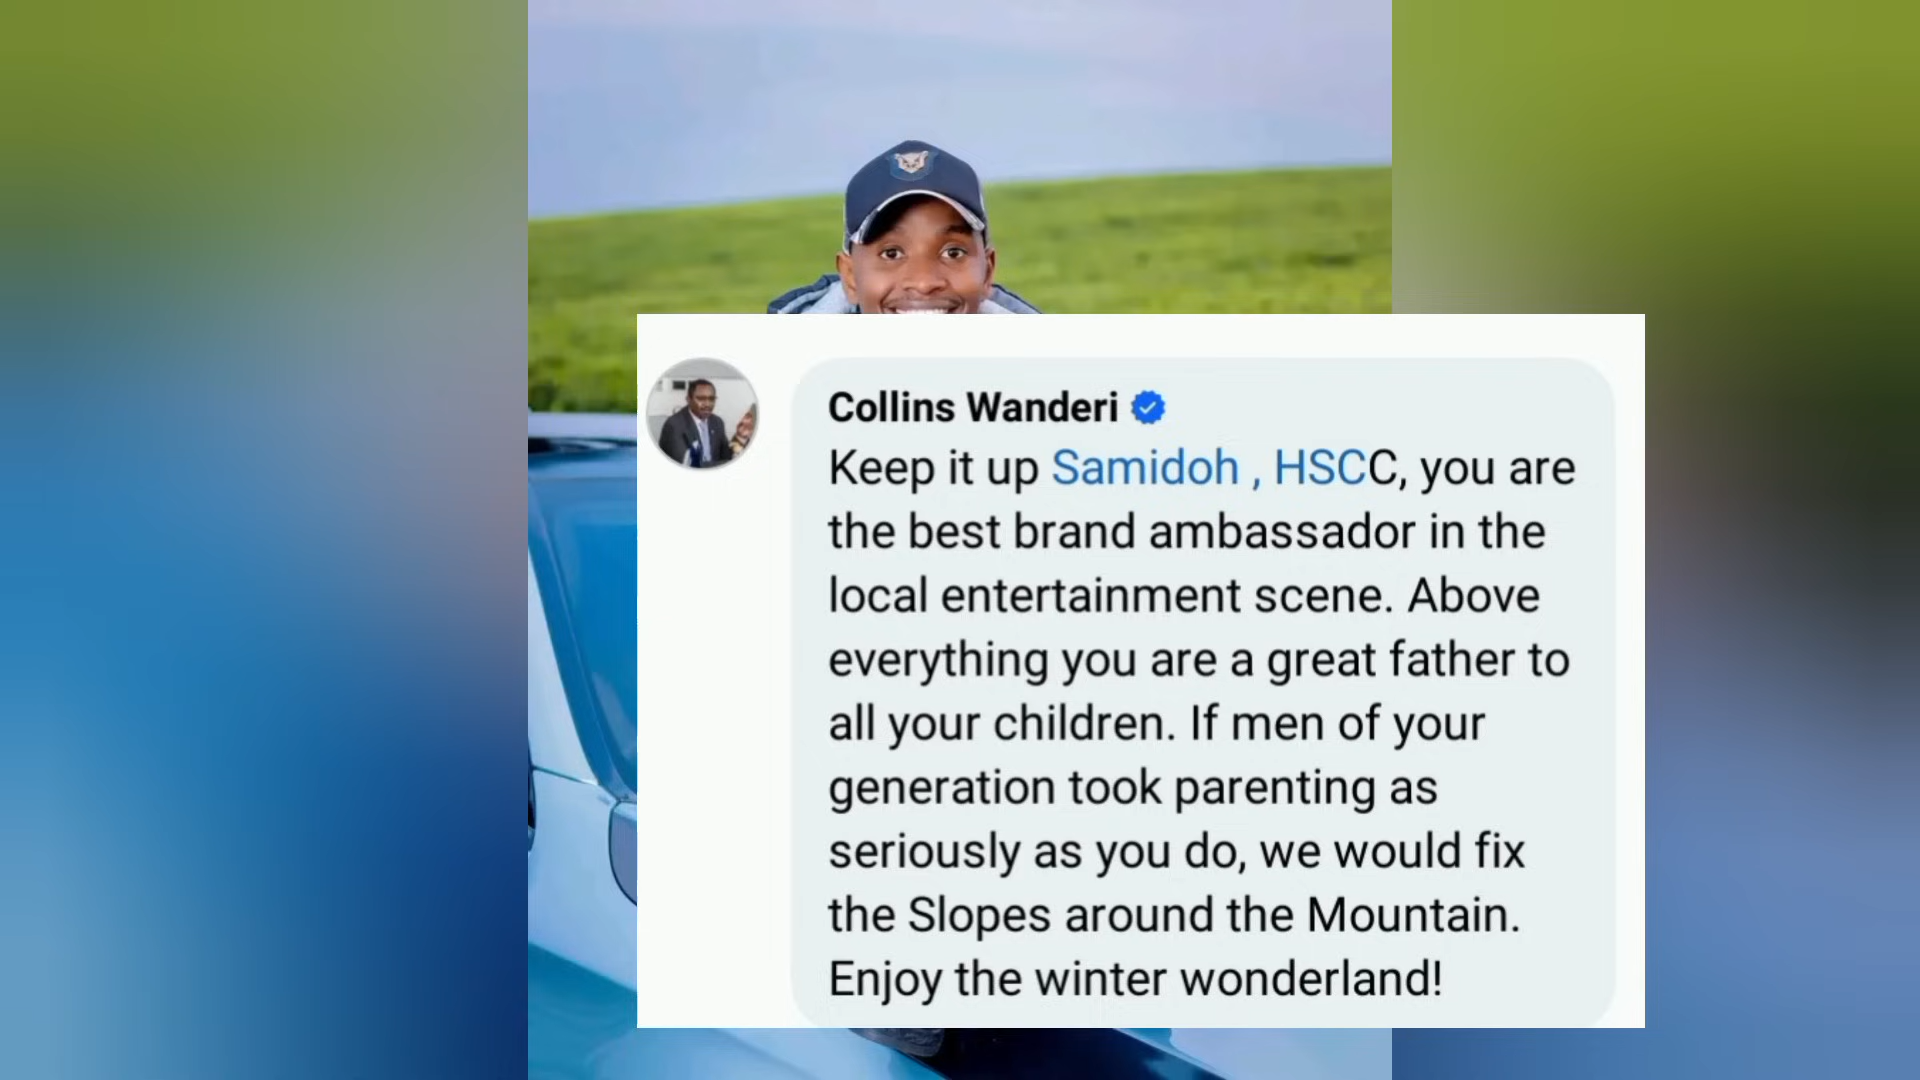 Collins Wanderi
Keep it up Samidoh , HSCC, you are
the best brand ambassador in the
local entertainment scene. Above
everything you are a great father to
all your children. If men of your
generation took parenting as
seriously as you do, we would fix
the Slopes around the Mountain.
Enjoy the winter wonderland!